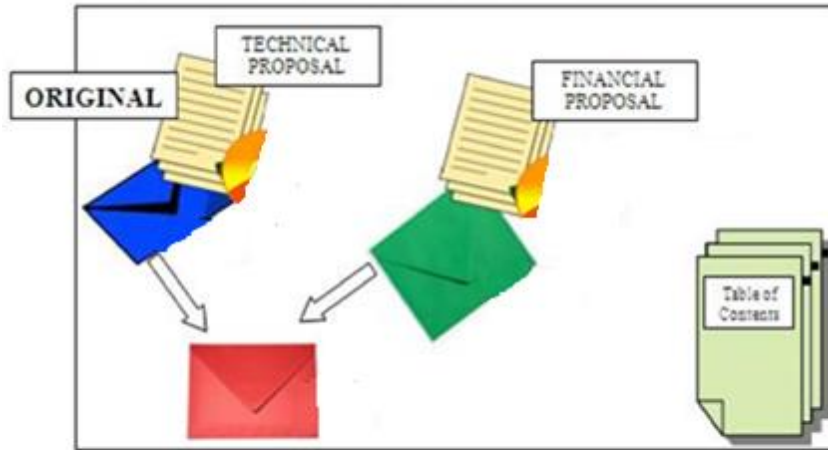 TECHNICAL
PROPOSAL
ORIGINAL
FINANCIAL
PROPOSAL
Table of
Contents